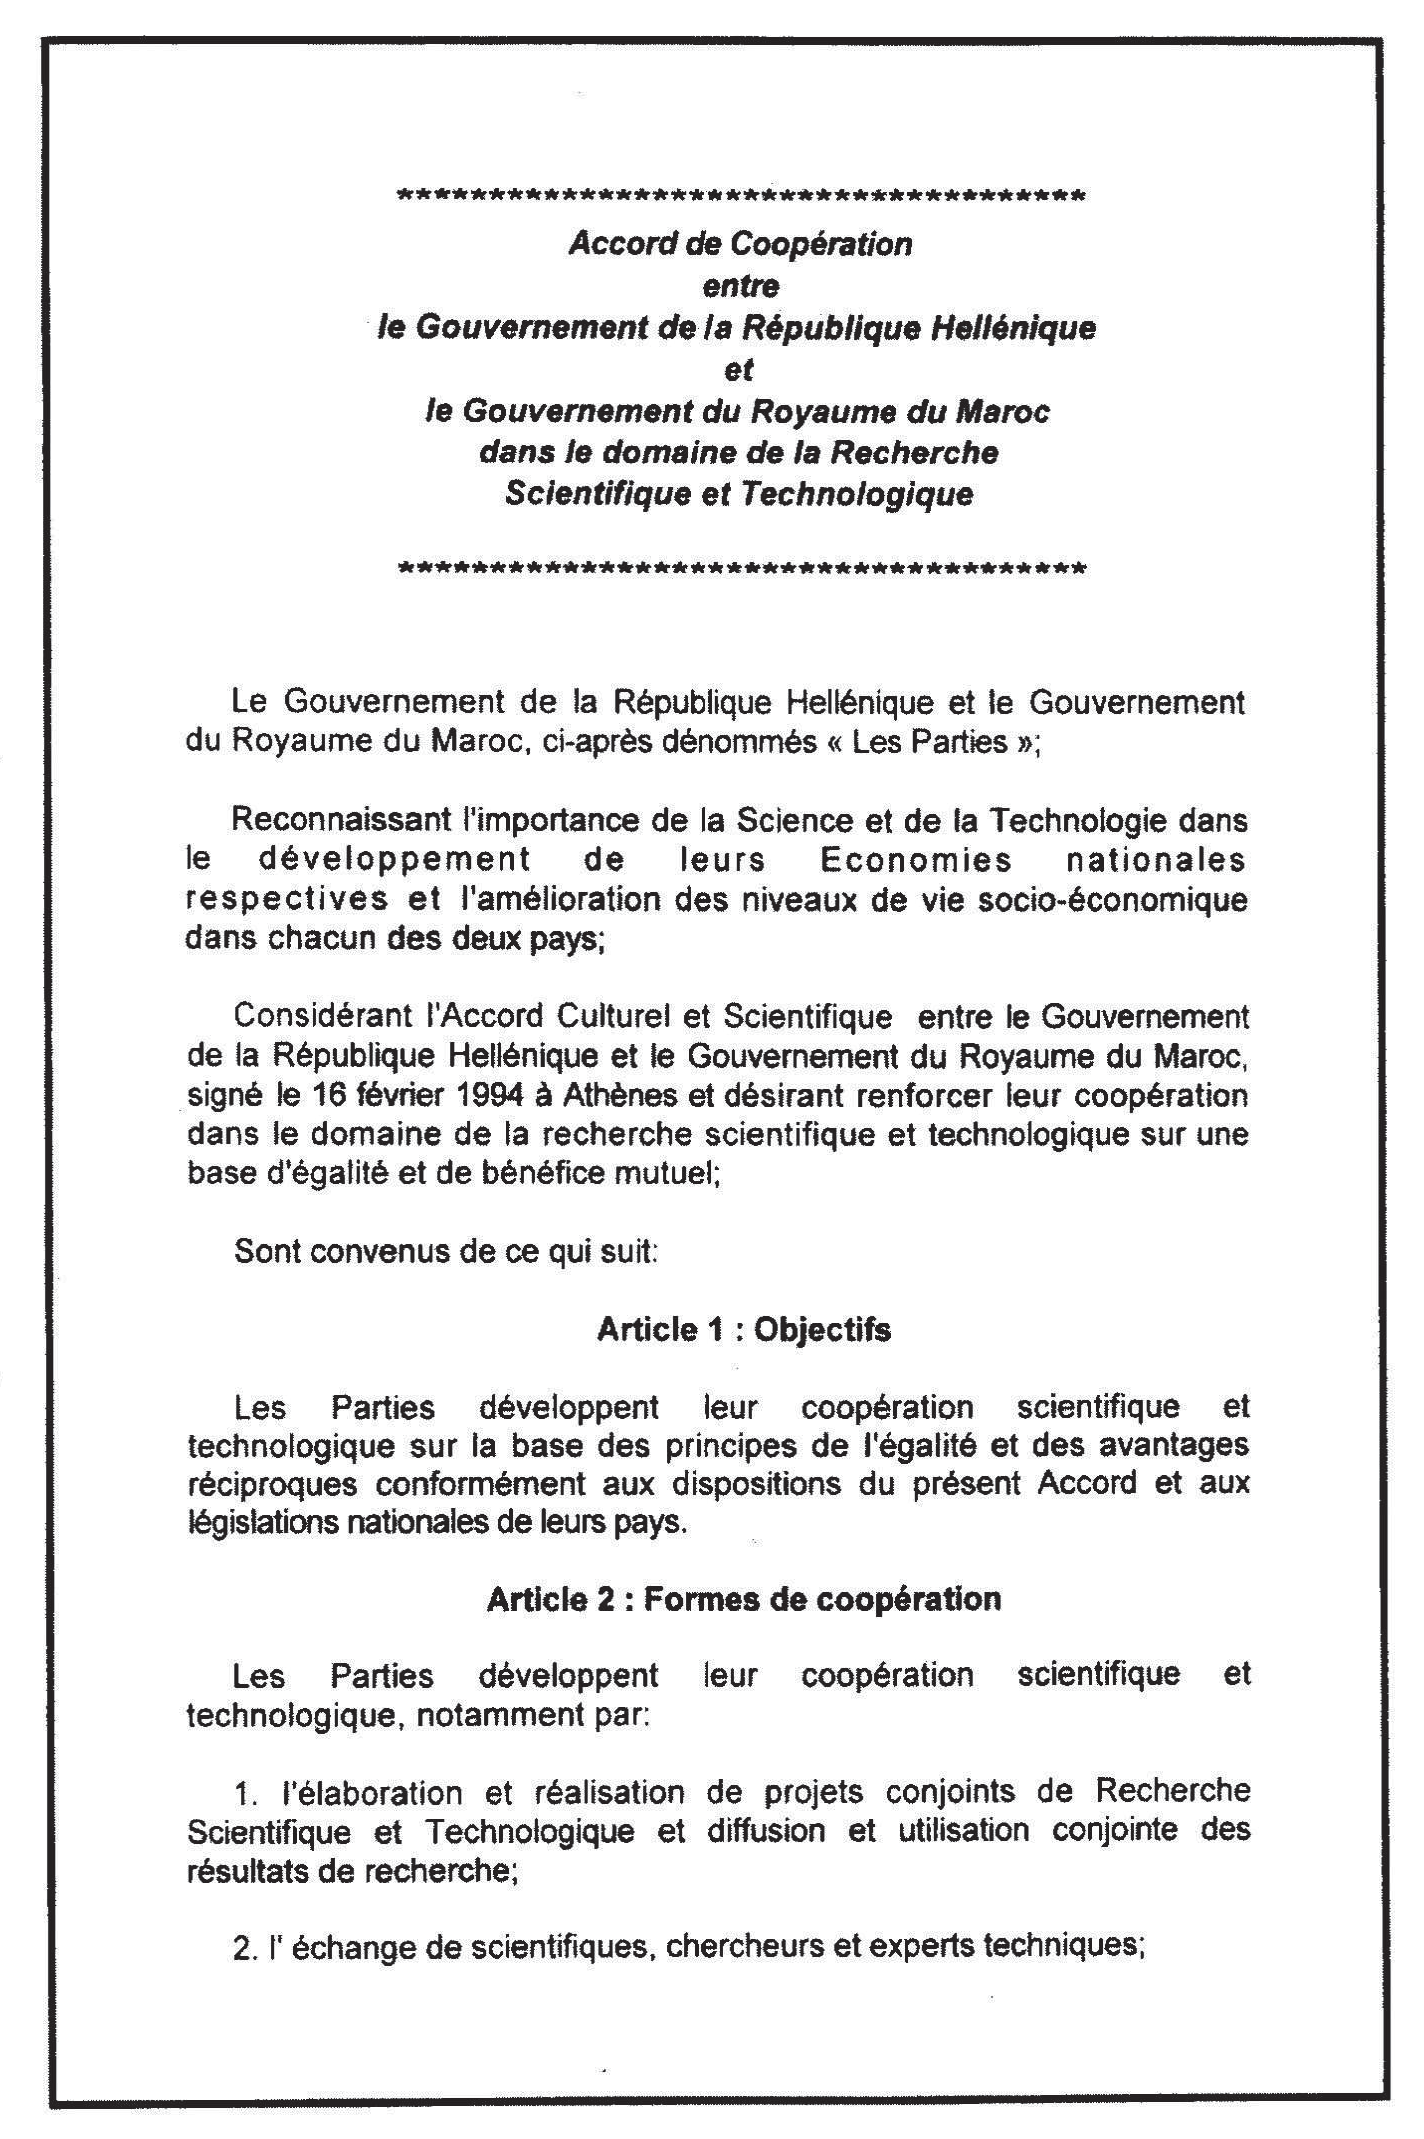 **************************************
Accord de Coopération
entre
le Gouvernement de la République Hellénique
et
le Gouvernement du Royaume du Maroc
dans le domaine de la Recherche
Scientifique et Technologique
**************************************
Le Gouvernement de la République Hellénique et le Gouvernement
du Royaume du Maroc, ci-après dénommés « Les Parties »;
Reconnaissant l'importance de la Science et de la Technologie dans
le développement de leurs Economies nationales
respectives et l'amélioration des niveaux de vie socio-économique
dans chacun des deux pays;
Considérant l'Accord Culturel et Scientifique entre le Gouvernement
de la République Hellénique et le Gouvernement du Royaume du Maroc,
signé le 16 février 1994 à Athènes et désirant renforcer leur coopération
dans le domaine de la recherche scientifique et technologique sur une
base d'égalité et de bénéfice mutuel;
Sont convenus de ce qui suit:
Article 1 : Objectifs
Les Parties développent leur coopération scientifique et
technologique sur la base des principes de l'égalité et des avantages
réciproques conformément aux dispositions du présent Accord et aux
législations nationales de leurs pays.
Article 2 : Formes de coopération
Les Parties développent leur coopération scientifique et
technologique, notamment par:
1. l'élaboration et réalisation de projets conjoints de Recherche
Scientifique et Technologique et diffusion et utilisation conjointe des
résultats de recherche;
2. l' échange de scientifiques, chercheurs et experts techniques;